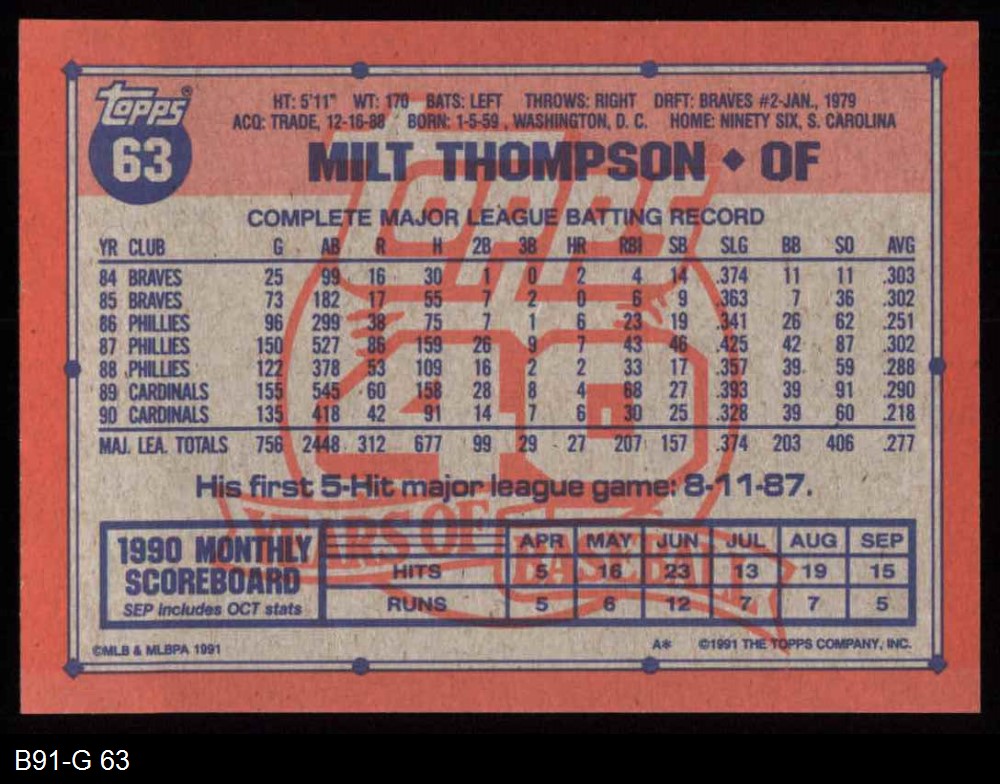 TOPPS®
63
HT: 5'11" WT: 170 BATS: LEFT THROWS: RIGHT DRFT: BRAVES #2-JAN., 1979
ACQ: TRADE, 12-16-88 BORN: 1-5-59, WASHINGTON, D. C. HOME: NINETY SIX, S. CAROLINA
MILT THOMPSON ◆ OF
COMPLETE MAJOR LEAGUE BATTING RECORD
YR CLUB G AB R H 2B 3B HR RBI SB SLG BB SO AVG
84 BRAVES 25 99 16 30 1 0 2 4 14 .374 11 11 .303
85 BRAVES 73 182 17 55 7 2 0 6 9 .363 7 36 .302
86 PHILLIES 96 299 38 75 7 1 6 23 19 .341 26 62 .251
87 PHILLIES 150 527 86 159 26 9 7 43 46 .425 42 87 .302
88 PHILLIES 122 378 53 109 16 2 2 33 17 .357 39 59 .288
89 CARDINALS 155 545 60 158 28 8 4 68 27 .393 39 91 .290
90 CARDINALS 135 418 42 91 14 7 6 30 25 .328 39 60 .218
MAJ. LEA. TOTALS 756 2448 312 677 99 29 27 207 157 .374 203 406 .277
TOPPS
40
YEARS OF
BASEBALL
His first 5-Hit major league game: 8-11-87.
1990 MONTHLY
SCOREBOARD
SEP includes OCT stats
APR MAY JUN JUL AUG SEP
HITS 5 16 23 13 19 15
RUNS 5 6 12 7 7 5
©MLB & MLBPA 1991
A* ©1991 THE TOPPS COMPANY, INC.
B91-G 63